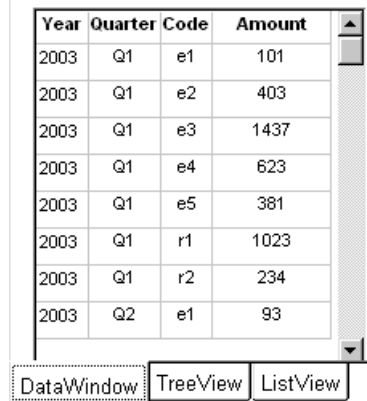 Year Quarter Code Amount
2003 Q1 e1 101
2003 Q1 e2 403
2003 Q1 e3 1437
2003 Q1 e4 623
2003 Q1 e5 381
2003 Q1 r1 1023
2003 Q1 r2 234
2003 Q2 e1 93
DataWindow TreeView ListView